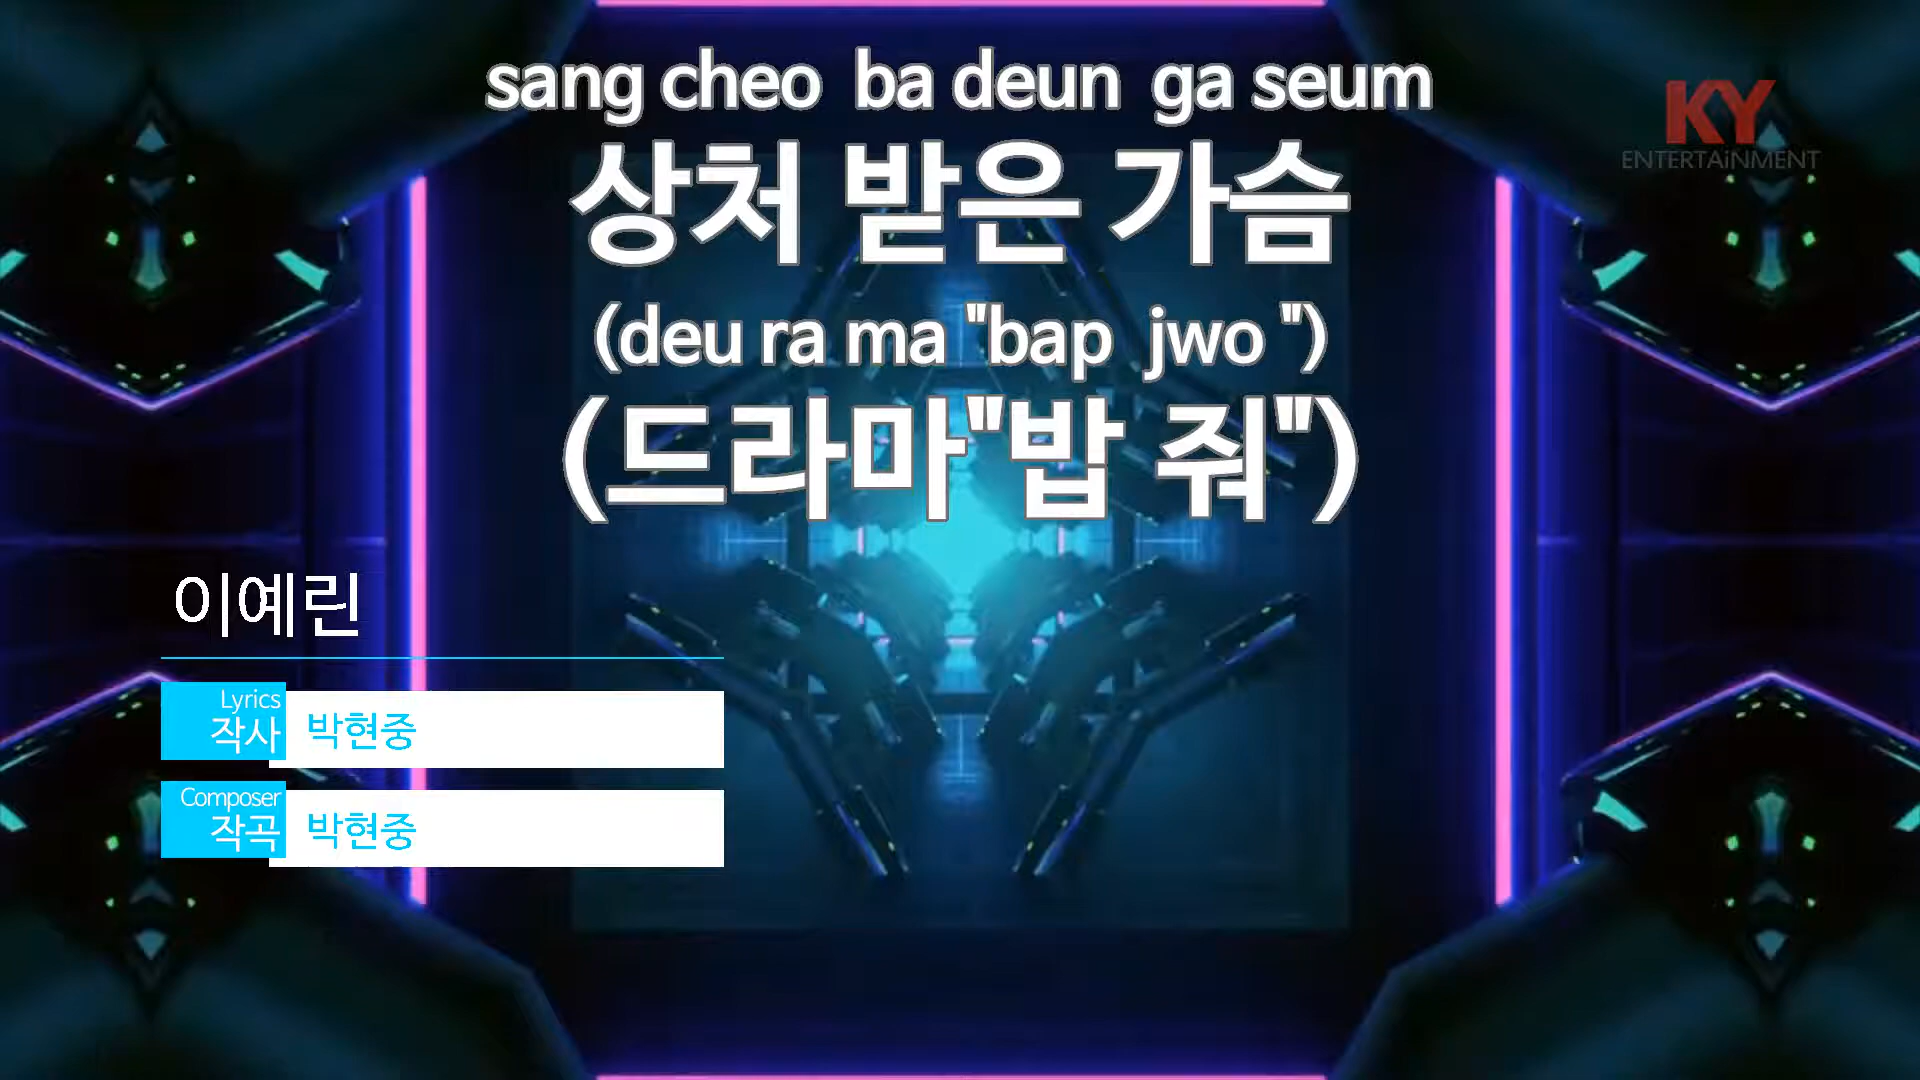 sang cheo ba deun ga seum
상처 받은 가슴
(deu ra ma "bap jwo ")
(드라마"밥 줘")
KY
ENTERTAiNMENT
이예린
Lyrics
작사 박현중
Composer
작곡 박현중